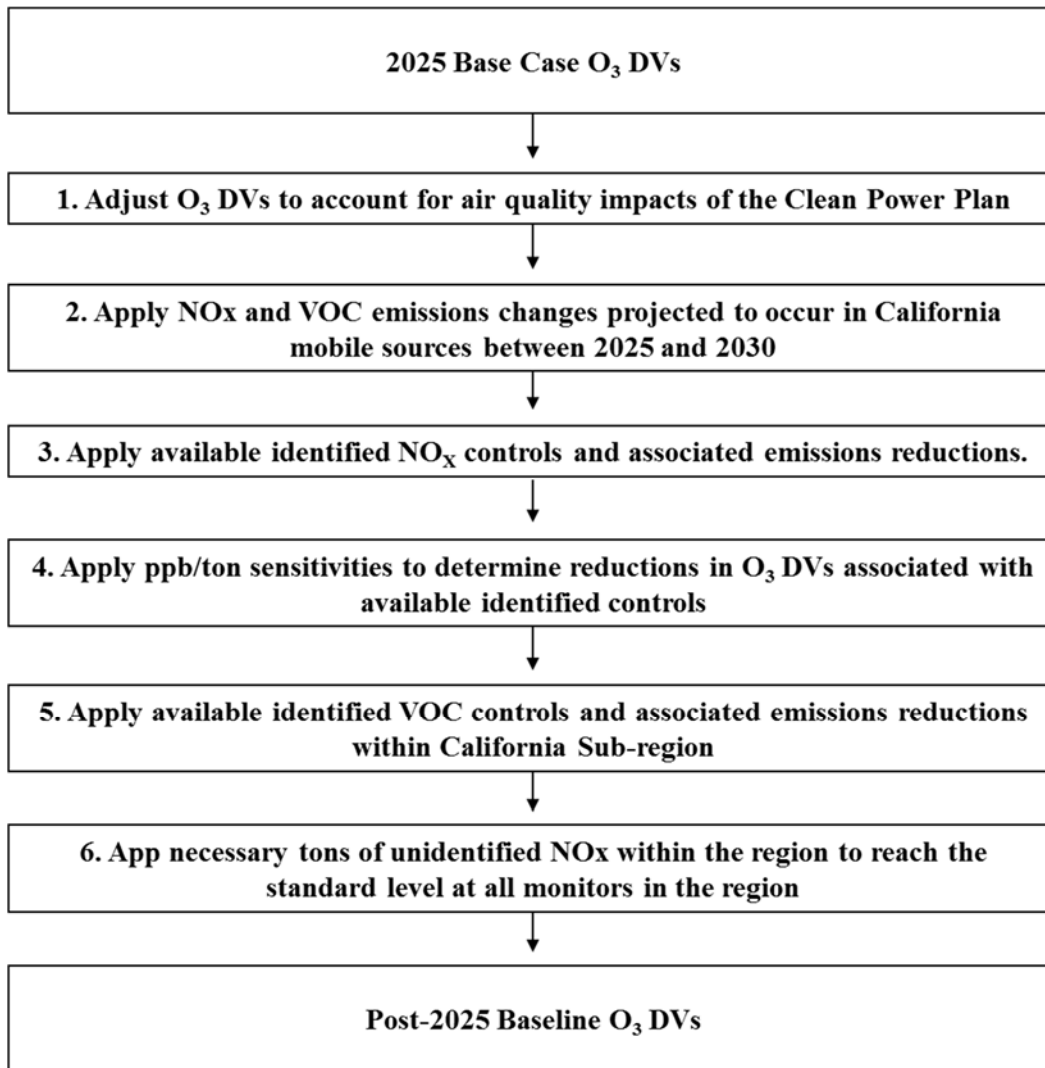 2025 Base Case O₃ DVs
1. Adjust O₃ DVs to account for air quality impacts of the Clean Power Plan
2. Apply NOx and VOC emissions changes projected to occur in California
mobile sources between 2025 and 2030
3. Apply available identified NOₓ controls and associated emissions reductions.
4. Apply ppb/ton sensitivities to determine reductions in O₃ DVs associated with
available identified controls
5. Apply available identified VOC controls and associated emissions reductions
within California Sub-region
6. App necessary tons of unidentified NOx within the region to reach the
standard level at all monitors in the region
Post-2025 Baseline O₃ DVs